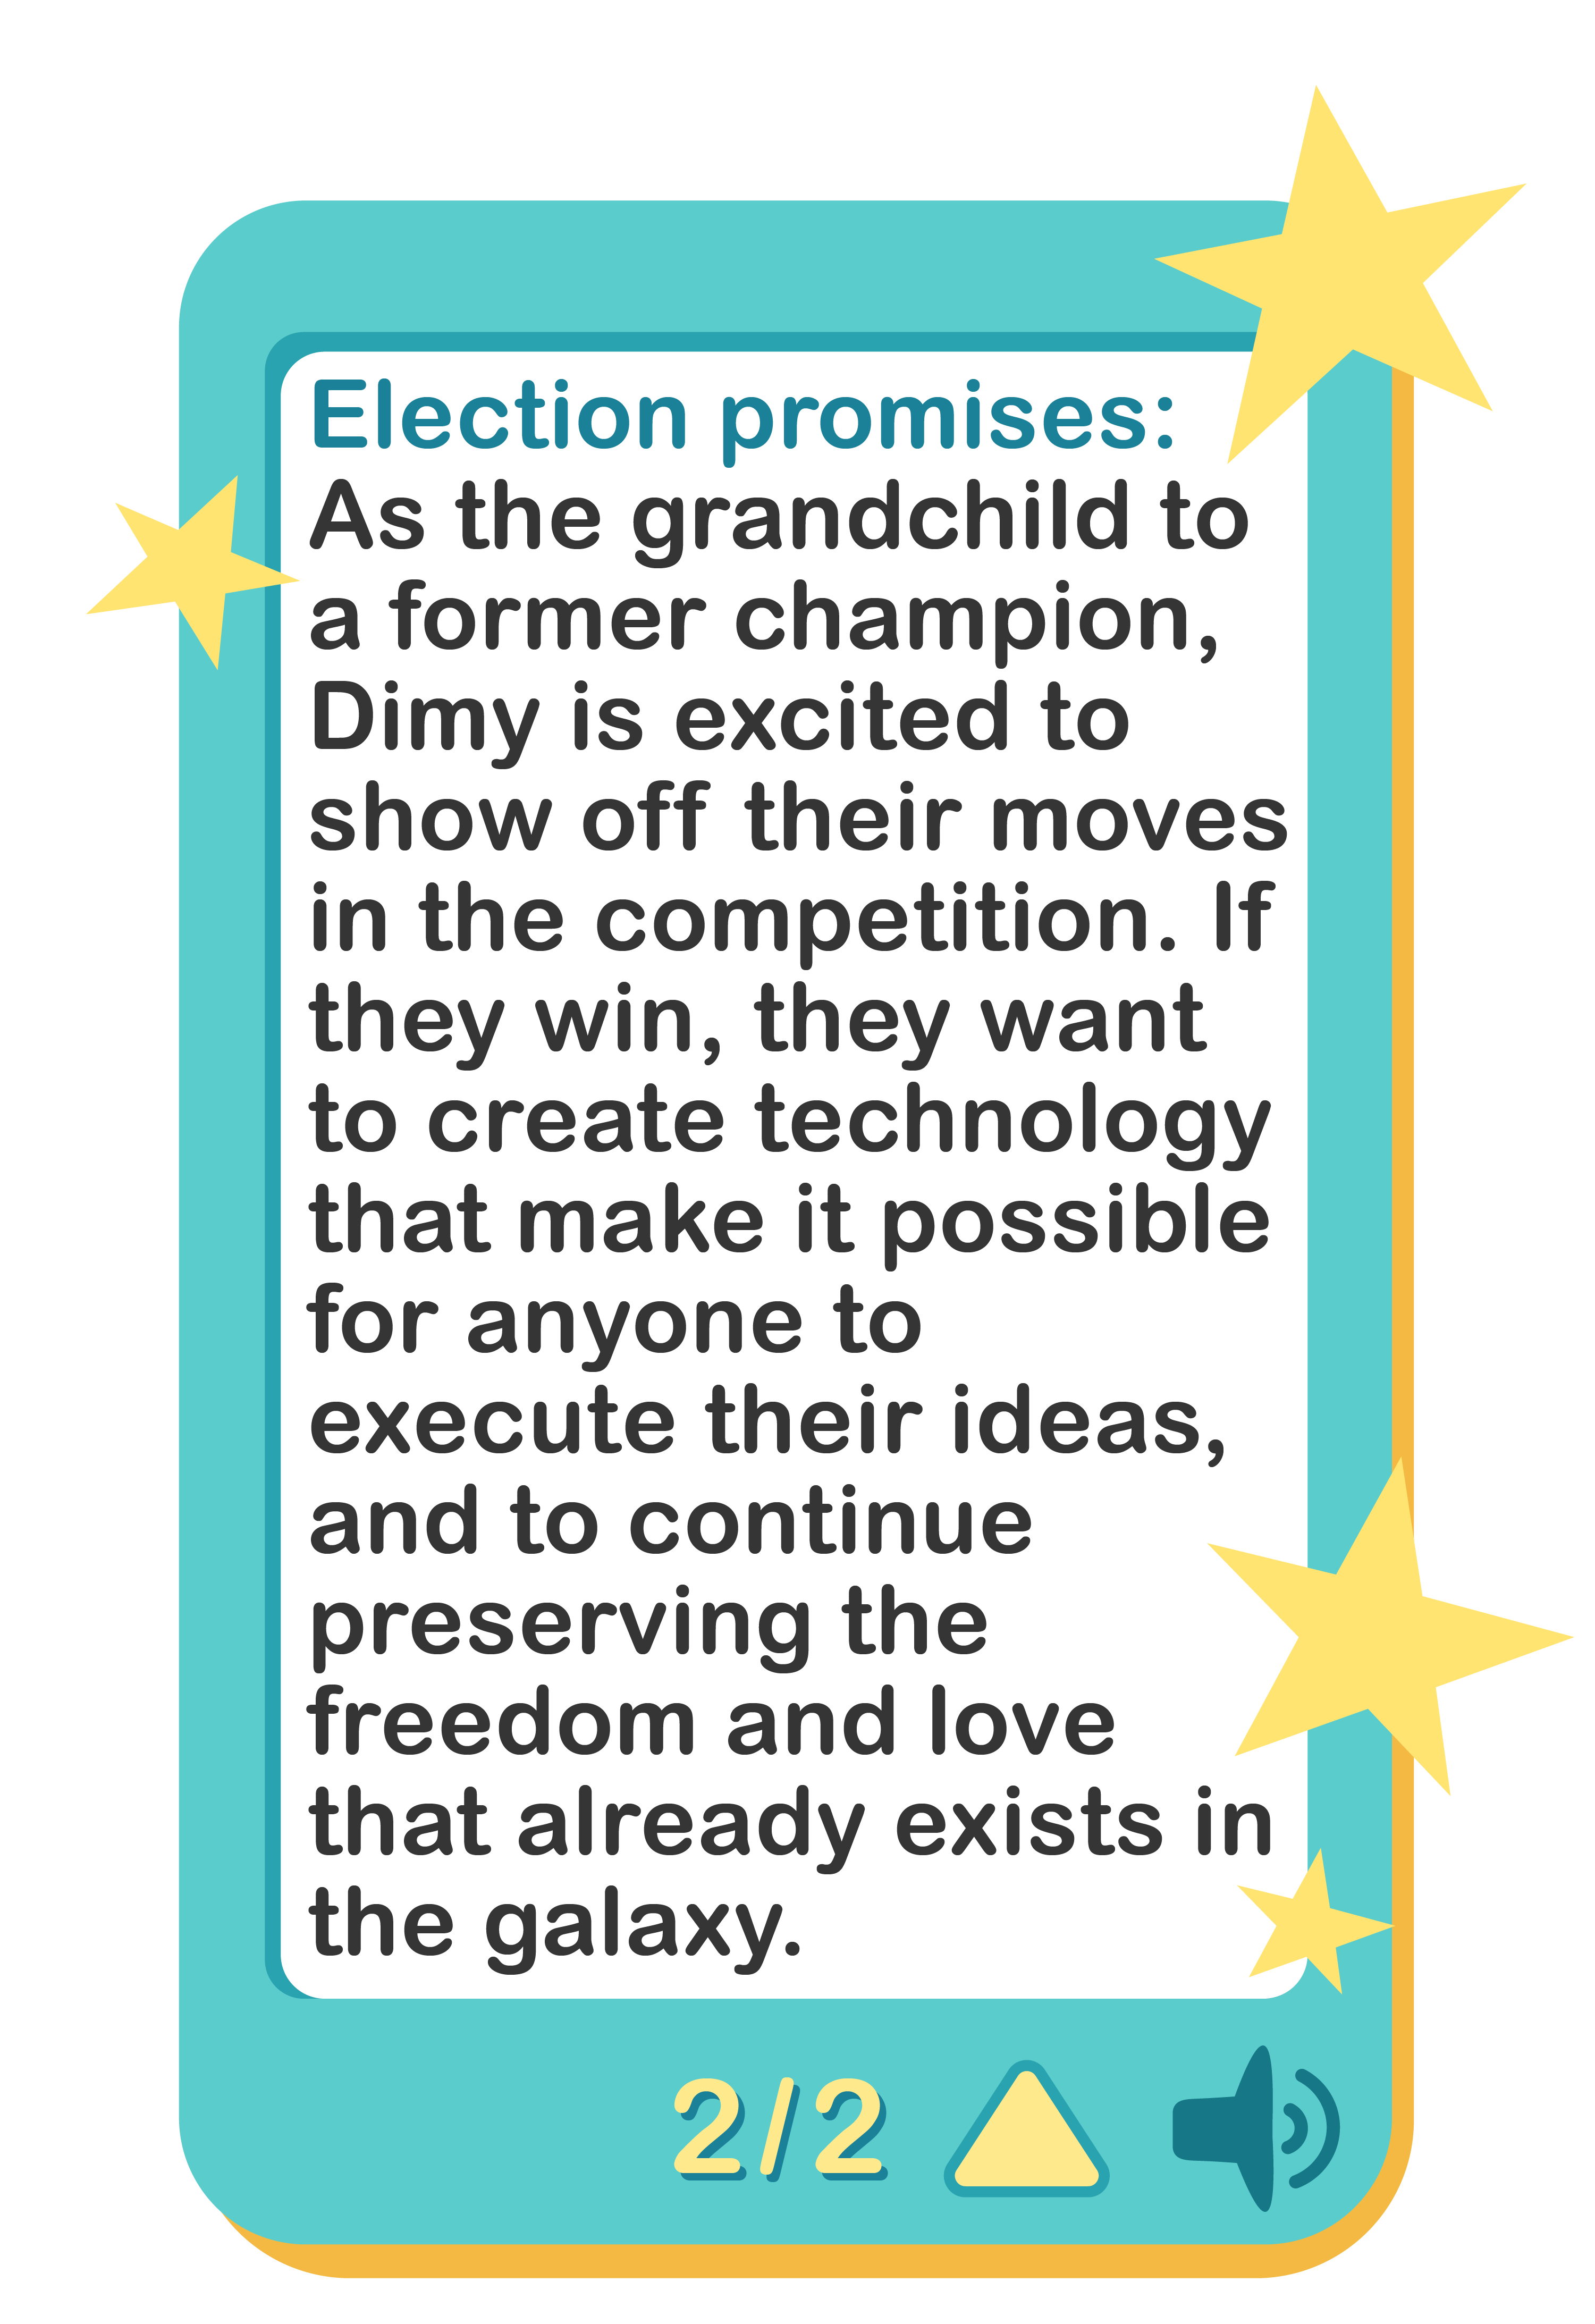 Election promises:
As the grandchild to
a former champion,
Dimy is excited to
show off their moves
in the competition. If
they win, they want
to create technology
that make it possible
for anyone to
execute their ideas,
and to continue
preserving the
freedom and love
that already exists in
the galaxy.
2/2